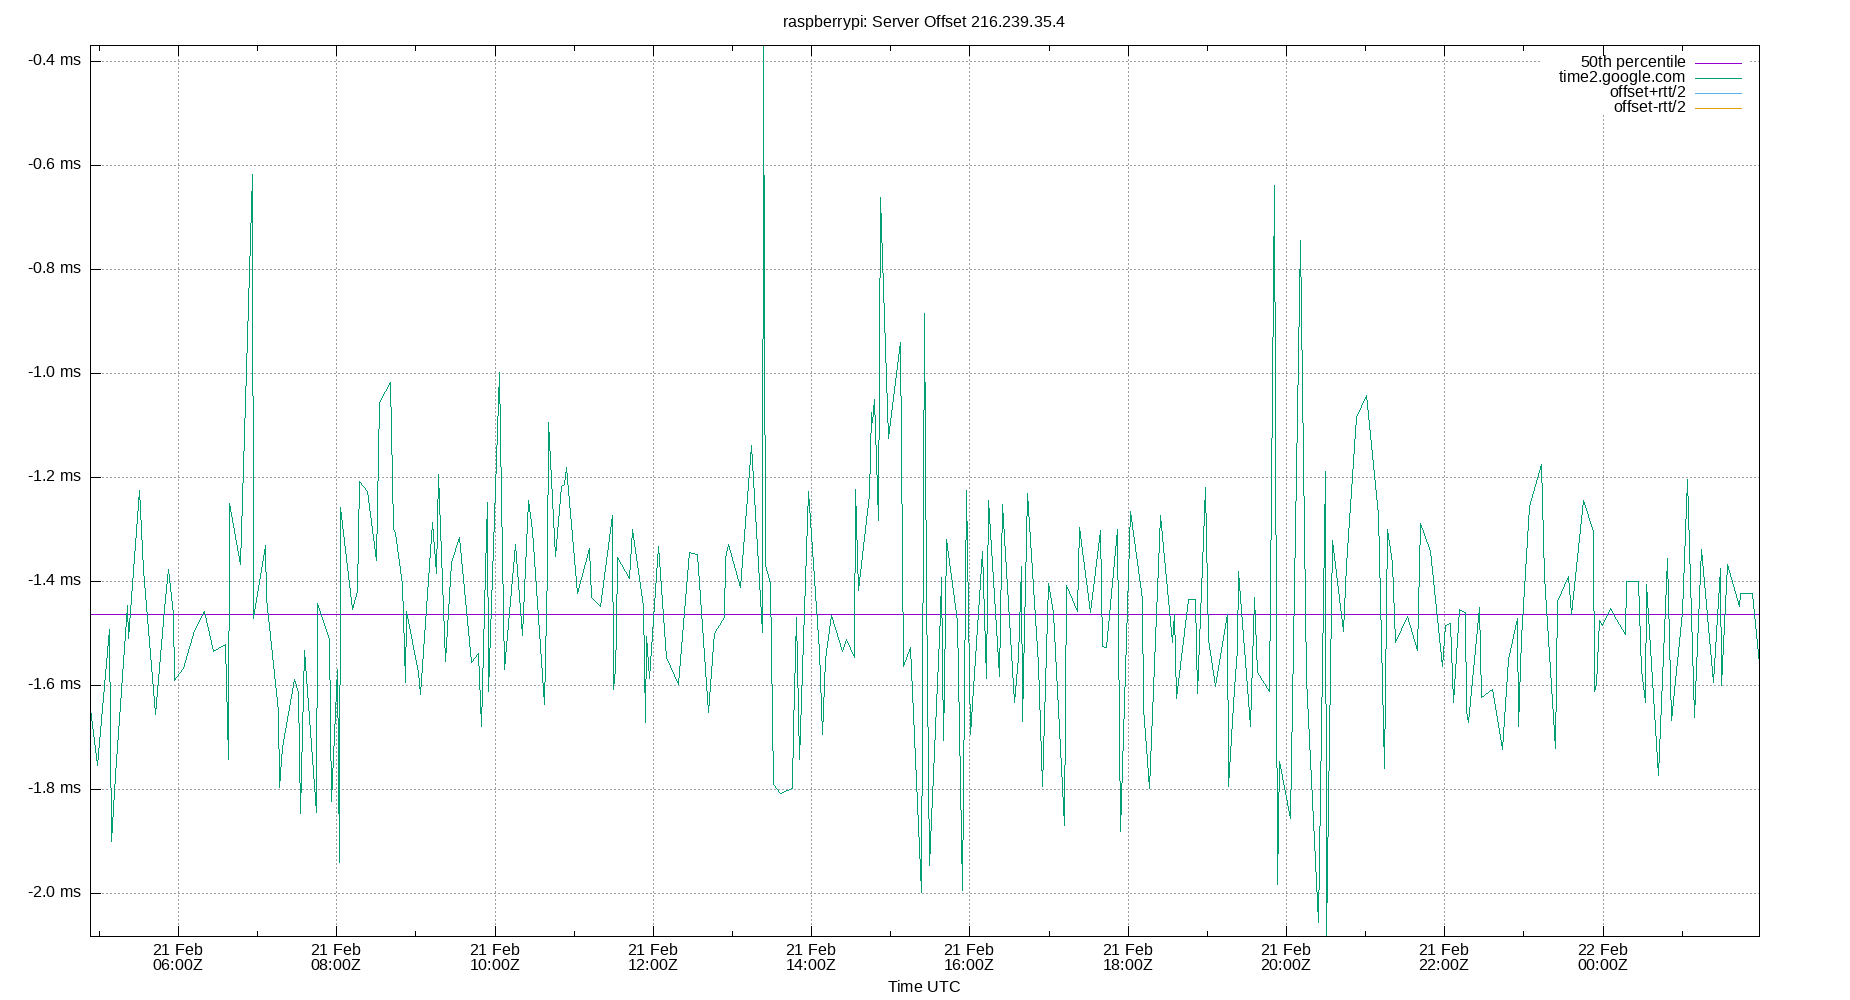 raspberrypi: Server Offset 216.239.35.4
50th percentile
time2.google.com
offset+rtt/2
offset-rtt/2
-0.4 ms
-0.6 ms
-0.8 ms
-1.0 ms
-1.2 ms
-1.4 ms
-1.6 ms
-1.8 ms
-2.0 ms
21 Feb 21 Feb 21 Feb 21 Feb 21 Feb 21 Feb 21 Feb 21 Feb 21 Feb 22 Feb
06:00Z 08:00Z 10:00Z 12:00Z 14:00Z 16:00Z 18:00Z 20:00Z 22:00Z 00:00Z
Time UTC